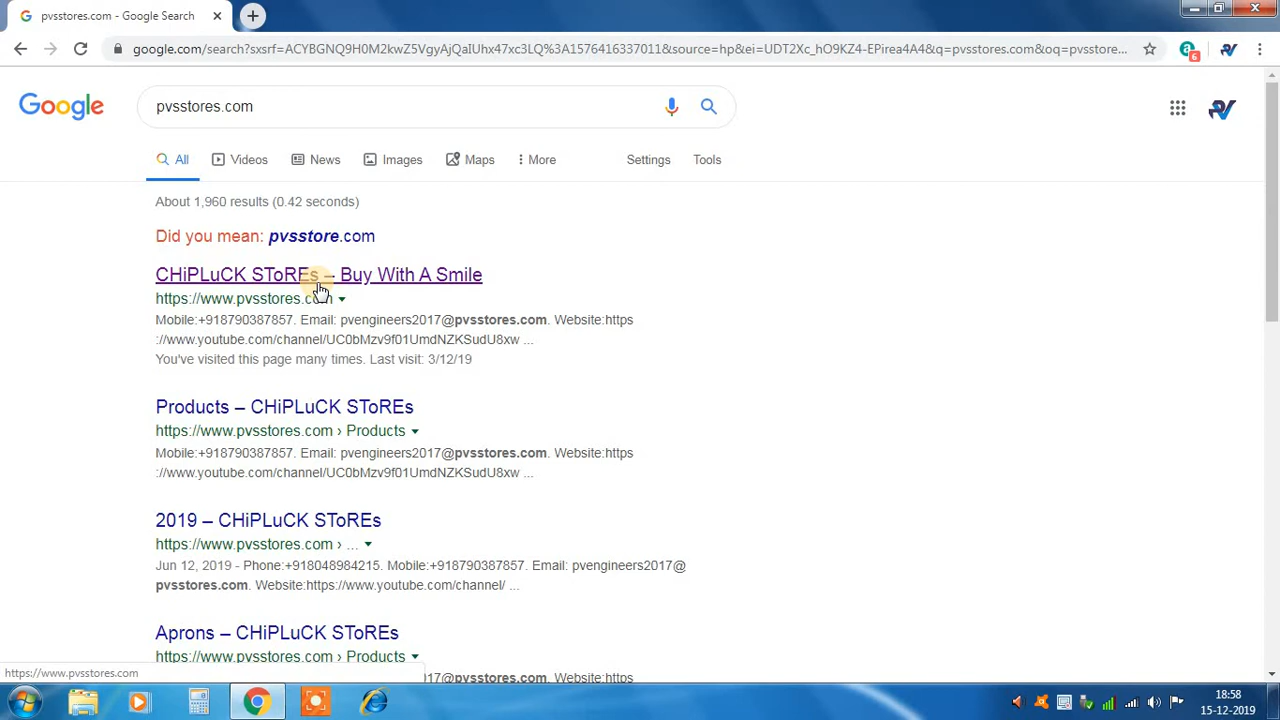 pvsstores.com - Google Search
google.com/search?sxsrf=ACYBGNQ9H0M2kwZ5VgyAjQaIUhx47xc3LQ%3A1576416337011&source=hp&ei=UDT2Xc_hO9KZ4-EPirea4A4&q=pvsstores.com&oq=pvsstore...
6
Google
pvsstores.com
All Videos News Images Maps More Settings Tools
About 1,960 results (0.42 seconds)
Did you mean: pvsstore.com
CHiPLuCK SToREs – Buy With A Smile
https://www.pvsstores.com
Mobile:+918790387857. Email: pvengineers2017@pvsstores.com. Website:https
://www.youtube.com/channel/UC0bMzv9f01UmdNZKSudU8xw ...
You've visited this page many times. Last visit: 3/12/19
Products – CHiPLuCK SToREs
https://www.pvsstores.com › Products
Mobile:+918790387857. Email: pvengineers2017@pvsstores.com. Website:https
://www.youtube.com/channel/UC0bMzv9f01UmdNZKSudU8xw ...
2019 – CHiPLuCK SToREs
https://www.pvsstores.com › ...
Jun 12, 2019 - Phone:+918048984215. Mobile:+918790387857. Email: pvengineers2017@
pvsstores.com. Website:https://www.youtube.com/channel/ ...
Aprons – CHiPLuCK SToREs
https://www.pvsstores.com › Products
https://www.pvsstores.com
17@pvsstores.com. Website:https
18:58
15-12-2019